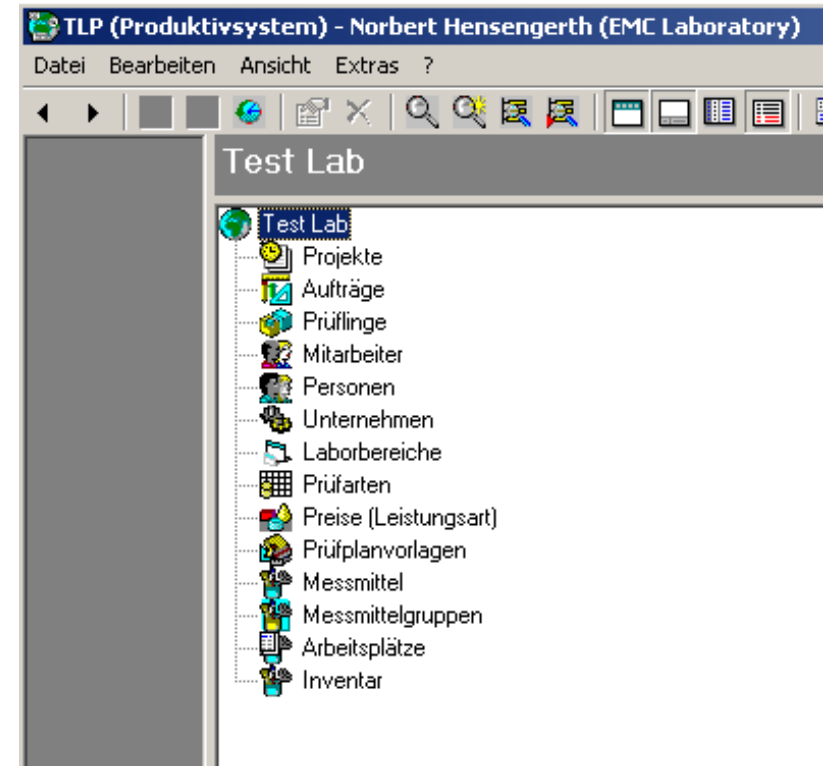 TLP (Produktivsystem) - Norbert Hensengerth (EMC Laboratory)
Datei Bearbeiten Ansicht Extras ?
Test Lab
Test Lab
Projekte
Aufträge
Prüflinge
Mitarbeiter
Personen
Unternehmen
Laborbereiche
Prüfarten
Preise (Leistungsart)
Prüfplanvorlagen
Messmittel
Messmittelgruppen
Arbeitsplätze
Inventar